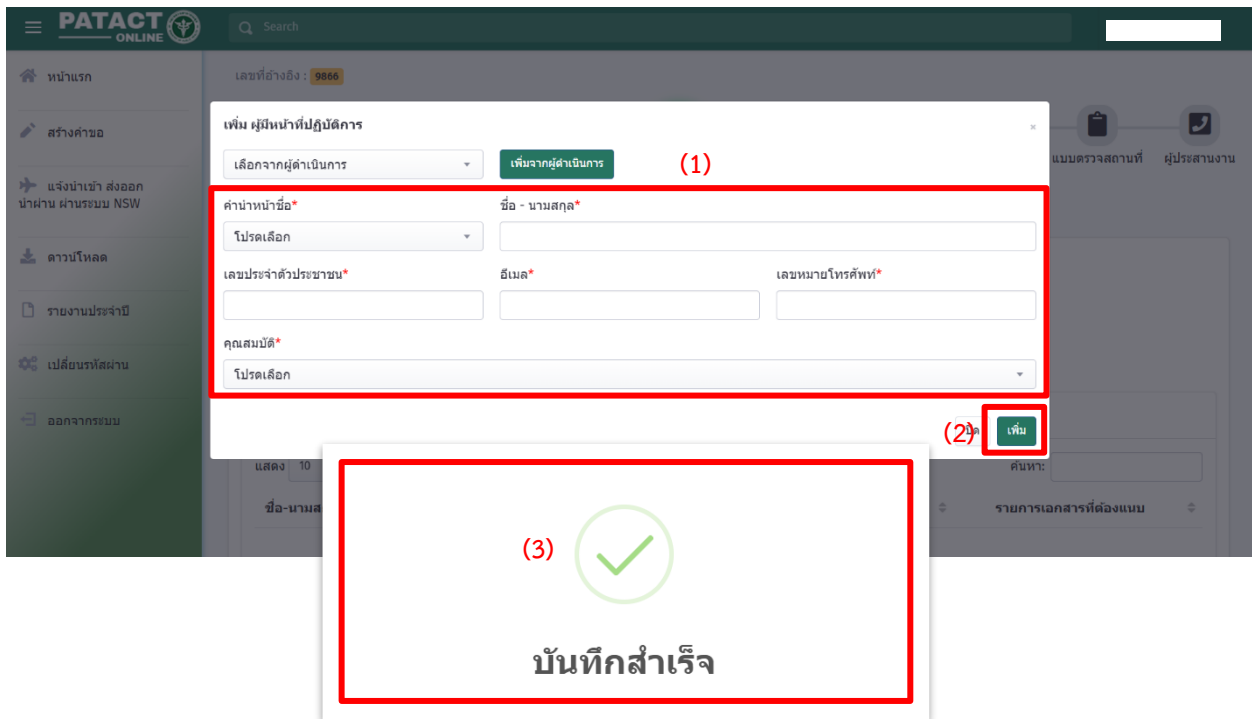 PATACT
ONLINE
Search
หน้าแรก
สร้างคำขอ
แจ้งนำเข้า ส่งออก
นำผ่าน ผ่านระบบ NSW
ดาวน์โหลด
รายงานประจำปี
เปลี่ยนรหัสผ่าน
ออกจากระบบ
เลขที่อ้างอิง : 9866
แบบตรวจสถานที่ ผู้ประสานงาน
เพิ่ม ผู้มีหน้าที่ปฏิบัติการ ×
เลือกจากผู้ดำเนินการ เพิ่มจากผู้ดำเนินการ (1)
คำนำหน้าชื่อ* ชื่อ - นามสกุล*
โปรดเลือก
เลขประจำตัวประชาชน* อีเมล* เลขหมายโทรศัพท์*
คุณสมบัติ*
โปรดเลือก
(2) เพิ่ม
แสดง 10 ค้นหา:
ชื่อ-นามส รายการเอกสารที่ต้องแนบ
(3)
บันทึกสำเร็จ